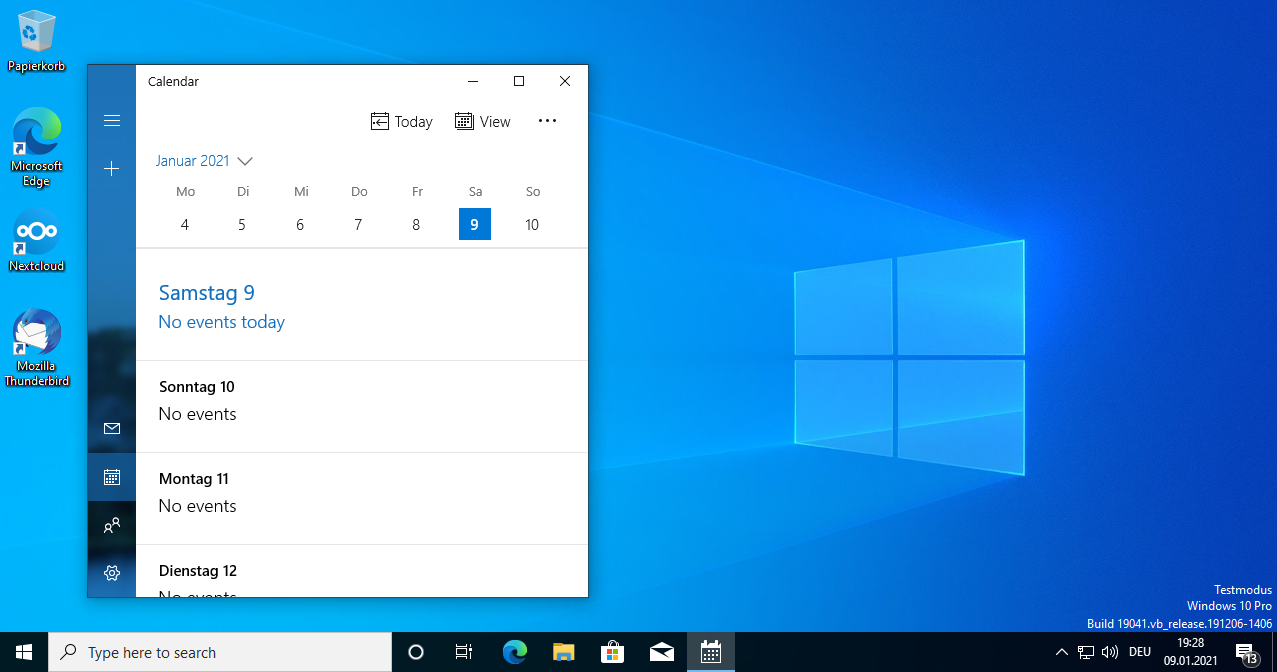 Papierkorb
Microsoft
Edge
Nextcloud
Mozilla
Thunderbird
Calendar
Today
View
Januar 2021
Mo Di Mi Do Fr Sa So
4 5 6 7 8 9 10
Samstag 9
No events today
Sonntag 10
No events
Montag 11
No events
Dienstag 12
No events
Testmodus
Windows 10 Pro
Build 19041.vb_release.191206-1406
Type here to search
DEU
19:28
09.01.2021
13